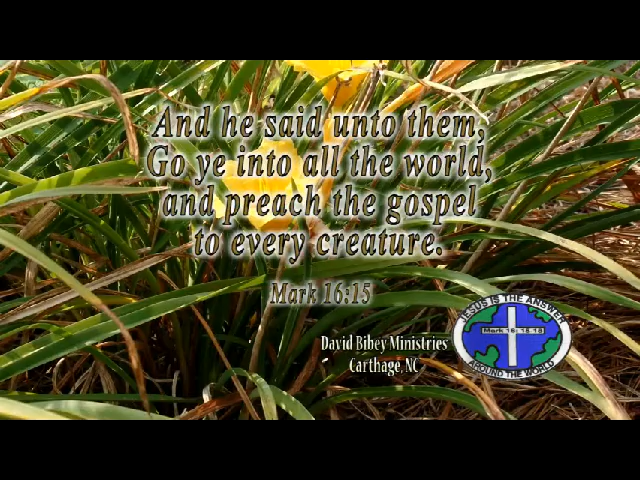 And he said unto them,
Go ye into all the world,
and preach the gospel
to every creature.
Mark 16:15
David Bibey Ministries
Carthage, NC
JESUS IS THE ANSWER
Mark 16: 15-18
AROUND THE WORLD